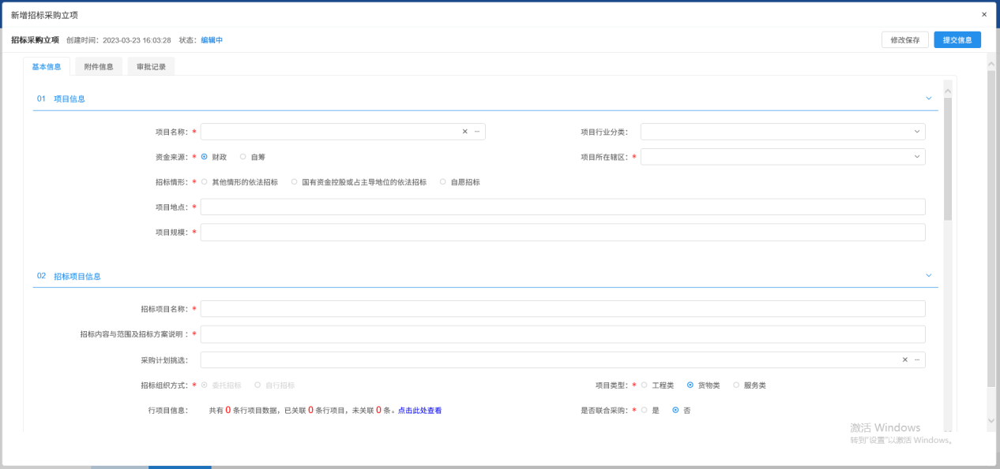 新增招标采购立项
招标采购立项 创建时间：2023-03-23 16:03:28 状态：编辑中 修改保存 提交信息
基本信息 附件信息 审批记录
01 项目信息
项目名称：* 项目行业分类：
资金来源：* 财政 自筹 项目所在辖区：*
招标情形：* 其他情形的依法招标 国有资金控股或占主导地位的依法招标 自愿招标
项目地点：*
项目规模：*
02 招标项目信息
招标项目名称：*
招标内容与范围及招标方案说明：*
采购计划挑选：
招标组织方式：* 委托招标 自行招标 项目类型：* 工程类 货物类 服务类
行项目信息： 共有 0 条行项目数据，已关联 0 条行项目，未关联 0 条。点击此处查看 是否联合采购：* 是 否
激活 Windows
转到"设置"以激活 Windows。